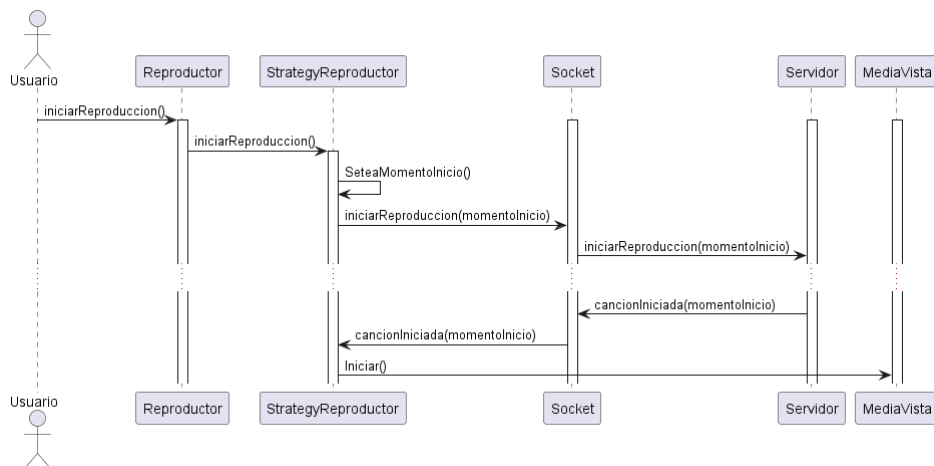 Usuario
Reproductor
StrategyReproductor
Socket
Servidor
MediaVista
iniciarReproduccion()
iniciarReproduccion()
SeteaMomentoInicio()
iniciarReproduccion(momentoInicio)
iniciarReproduccion(momentoInicio)
cancionIniciada(momentoInicio)
cancionIniciada(momentoInicio)
Iniciar()
Usuario
Reproductor
StrategyReproductor
Socket
Servidor
MediaVista